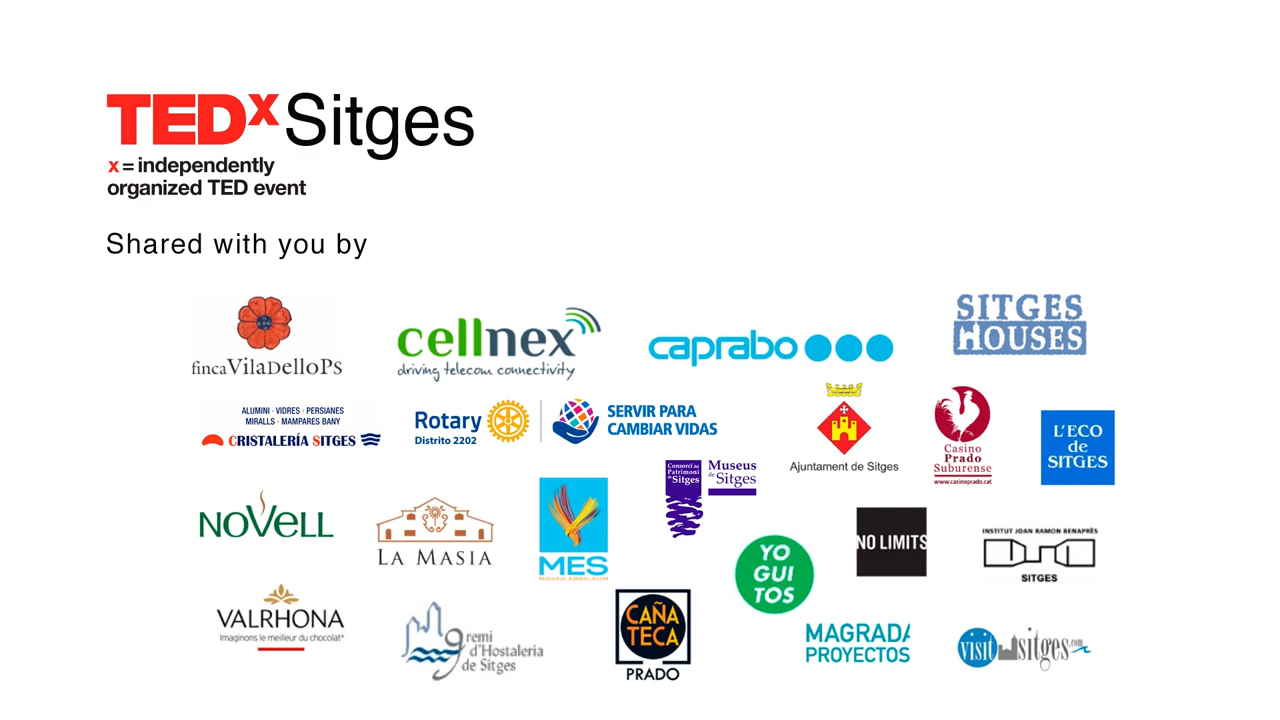 TEDxSitges
x = independently
organized TED event
Shared with you by
fincaViladellops
cellnex
driving telecom connectivity
caprabo
SITGES
HOUSES
ALUMINI · VIDRES · PERSIANES
MIRALLS · MAMPARES BANY
CRISTALERÍA SITGES
Rotary
Distrito 2202
SERVIR PARA
CAMBIAR VIDAS
Consorci del
Patrimoni
de Sitges
Museus
de Sitges
Ajuntament de Sitges
Casino
Prado
Suburense
www.casinoprado.cat
L'ECO
de
SITGES
NOVELL
LA MASIA
MES
YO
GUI
TOS
NO LIMITS
INSTITUT JOAN RAMON BENAPRÈS
SITGES
VALRHONA
Imaginons le meilleur du chocolat®
gremi
d'Hostaleria
de Sitges
CAÑA
TECA
PRADO
MAGRADA
PROYECTOS
visit sitges.com